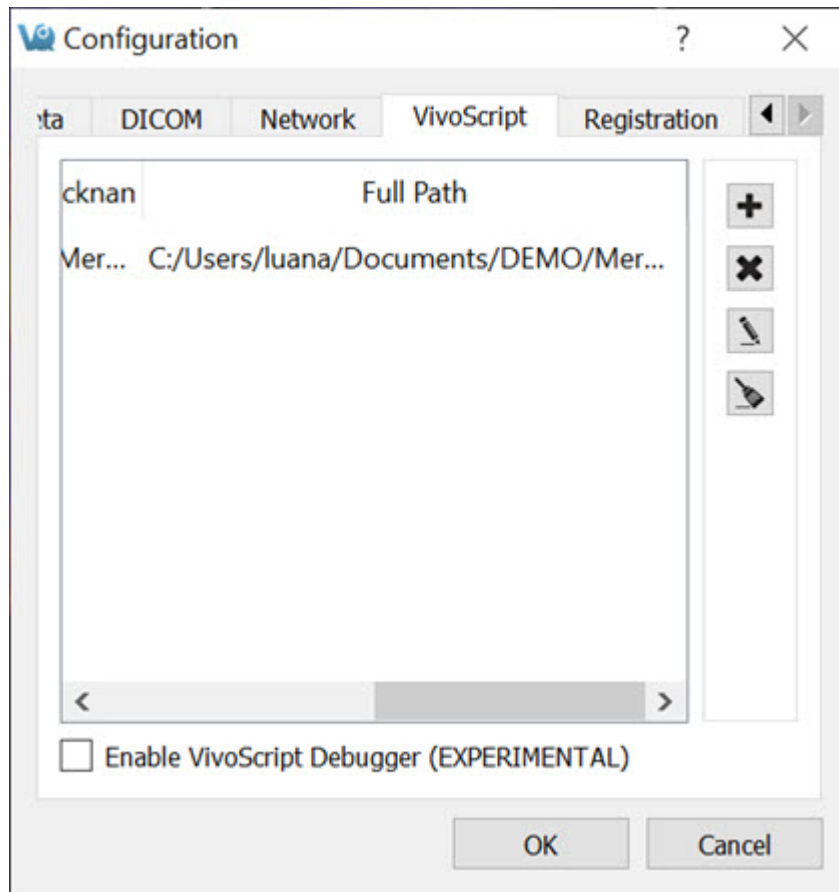 Configuration
ta DICOM Network VivoScript Registration
cknan Full Path
Mer... C:/Users/luana/Documents/DEMO/Mer...
Enable VivoScript Debugger (EXPERIMENTAL)
OK Cancel